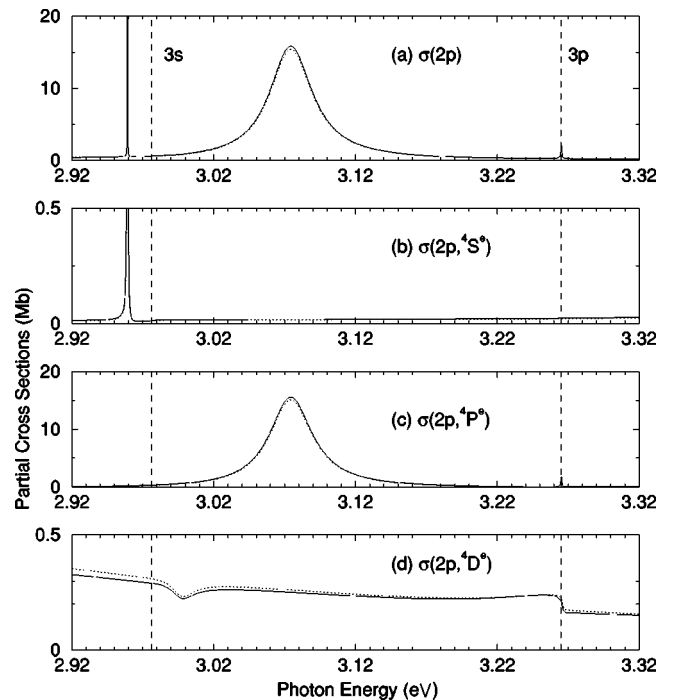 20
3s
(a) σ(2p)
3p
10
0
2.92 3.02 3.12 3.22 3.32
0.5
(b) σ(2p,⁴Sᵉ)
0
2.92 3.02 3.12 3.22 3.32
20
(c) σ(2p,⁴Pᵉ)
10
0
2.92 3.02 3.12 3.22 3.32
0.5
(d) σ(2p,⁴Dᵉ)
0
2.92 3.02 3.12 3.22 3.32
Photon Energy (eV)
Partial Cross Sections (Mb)